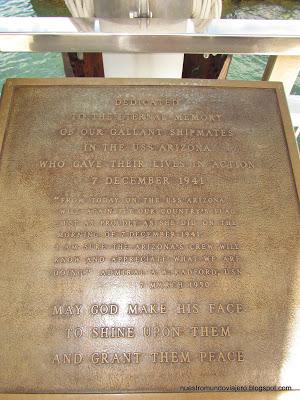 DEDICATED
TO THE ETERNAL MEMORY
OF OUR GALLANT SHIPMATES
IN THE USS ARIZONA
WHO GAVE THEIR LIVES IN ACTION
7 DECEMBER 1941
"FROM TODAY ON THE USS ARIZONA
WILL AGAIN FLY OUR COUNTRY'S FLAG
JUST AS PROUDLY AS SHE DID ON THE
MORNING OF 7 DECEMBER 1941.
I AM SURE THE ARIZONA'S CREW WILL
KNOW AND APPRECIATE WHAT WE ARE
DOING" ADMIRAL A.W. RADFORD, USN
7 MARCH 1950
MAY GOD MAKE HIS FACE
TO SHINE UPON THEM
AND GRANT THEM PEACE
nuestromundoviajero.blogspot.com